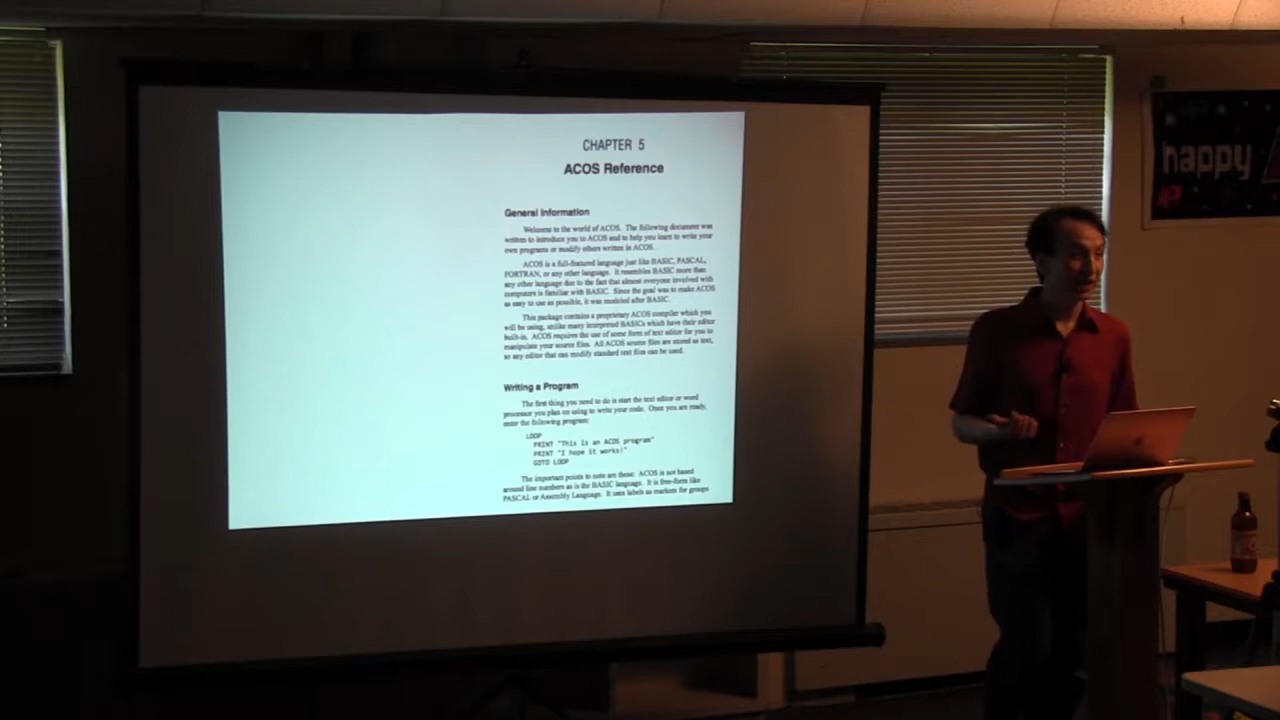 CHAPTER 5
ACOS Reference
General Information
Welcome to the world of ACOS. The following document was
written to introduce you to ACOS and to help you learn to write your
own programs or modify others written in ACOS.
ACOS is a full-featured language just like BASIC, PASCAL,
FORTRAN, or any other language. It resembles BASIC more than
any other language due to the fact that almost everyone involved with
computers is familiar with BASIC. Since the goal was to make ACOS
as easy to use as possible, it was modeled after BASIC.
This package contains a proprietary ACOS compiler which you
will be using, unlike many interpreted BASICs which have their editor
built-in. ACOS requires the use of some form of text editor for you to
manipulate your source files. All ACOS source files are stored as text,
so any editor that can modify standard text files can be used.
Writing a Program
The first thing you need to do is start the text editor or word
processor you plan on using to write your code. Once you are ready,
enter the following program:
LOOP
PRINT "This is an ACOS program"
PRINT "I hope it works!"
GOTO LOOP
The important points to note are these: ACOS is not based
around line numbers as is the BASIC language. It is free-form like
PASCAL or Assembly Language. It uses labels as markers for groups
happy